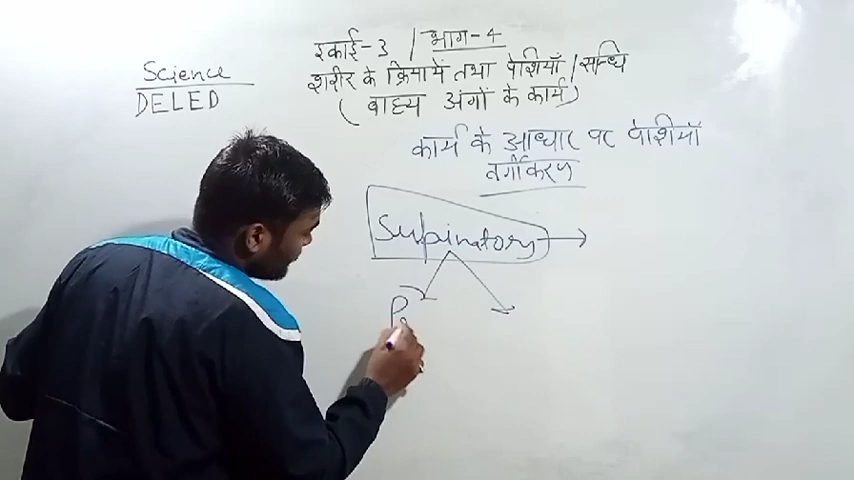 इकाई-3 / भाग-4
Science
शरीर के क्रियायें तथा पेशियाँ / सन्धि
DELED
(वाह्य अंगों के कार्य)
कार्य के आधार पर पेशियों
वर्गीकरण
Supinatory